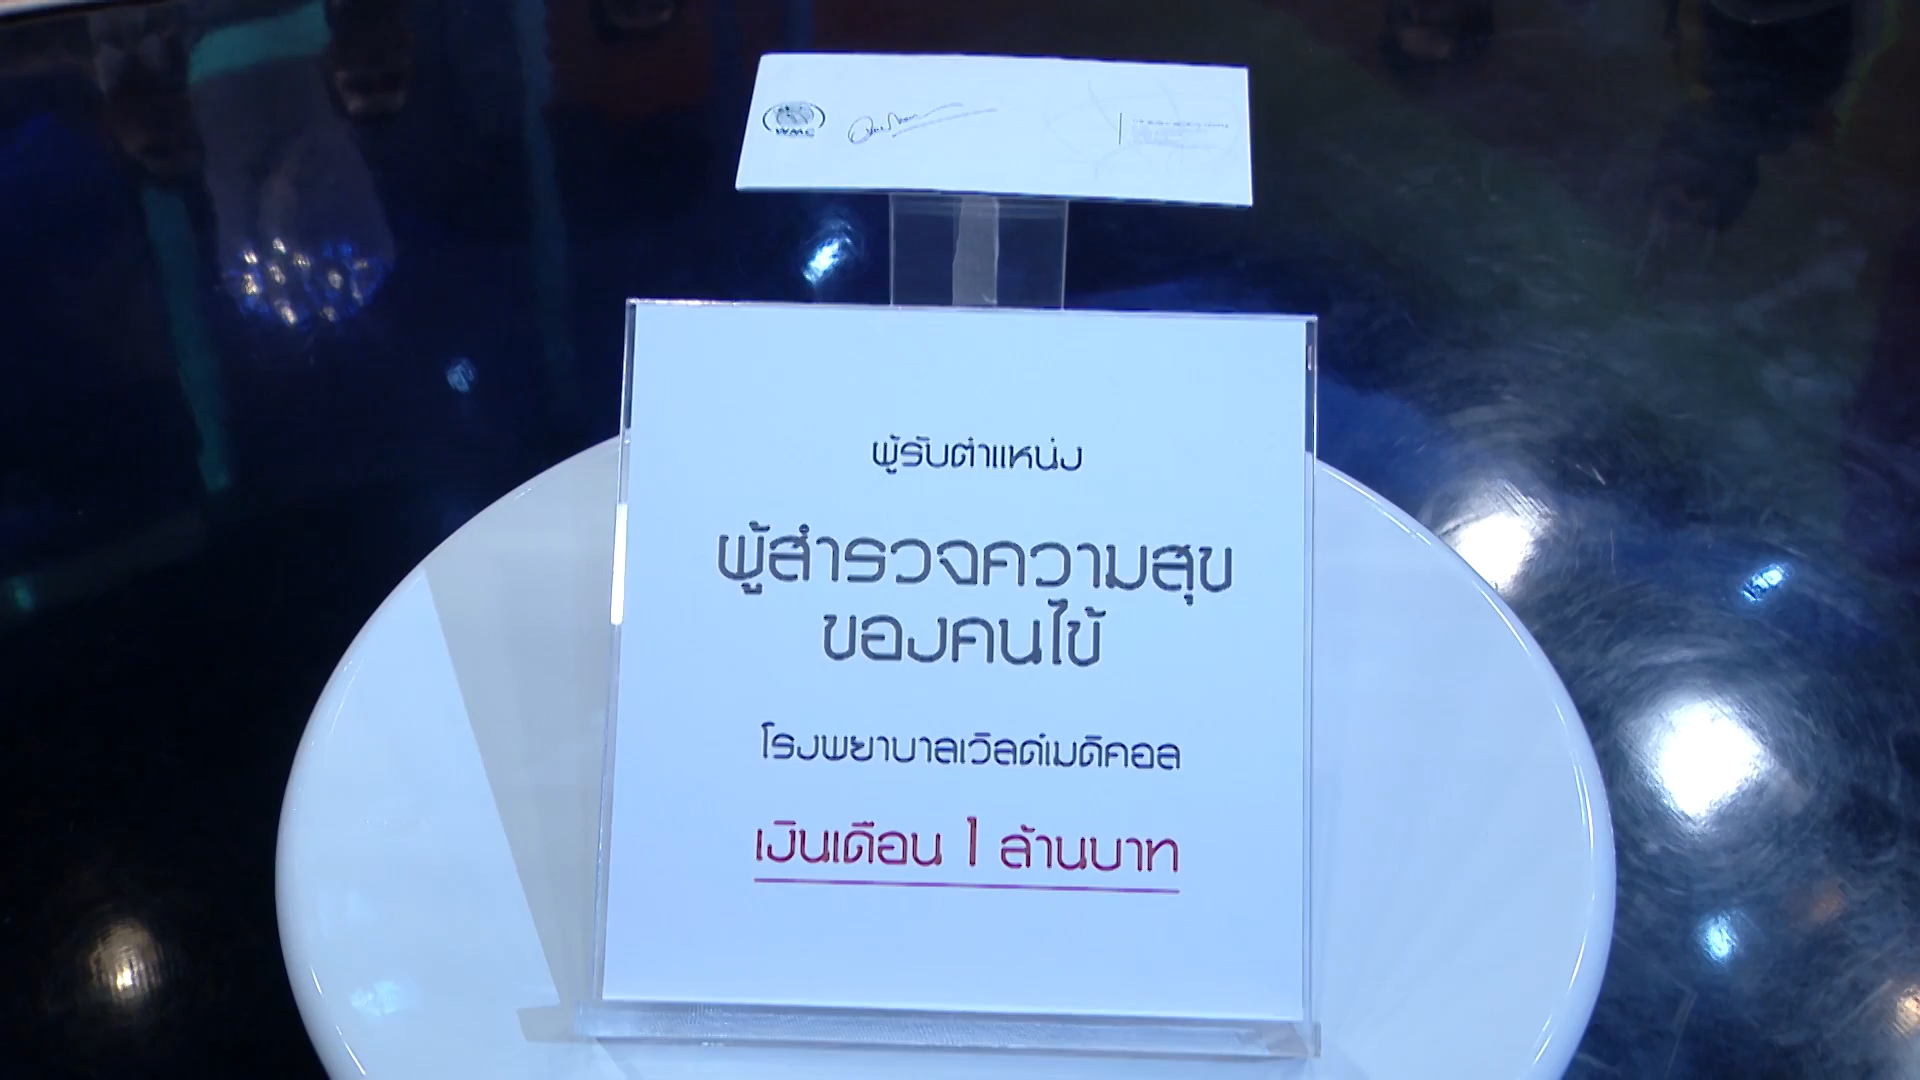 WMC
ผู้รับตำแหน่ง
ผู้สำรวจความสุข
ของคนไข้
โรงพยาบาลเวิลด์เมดิคอล
เงินเดือน 1 ล้านบาท